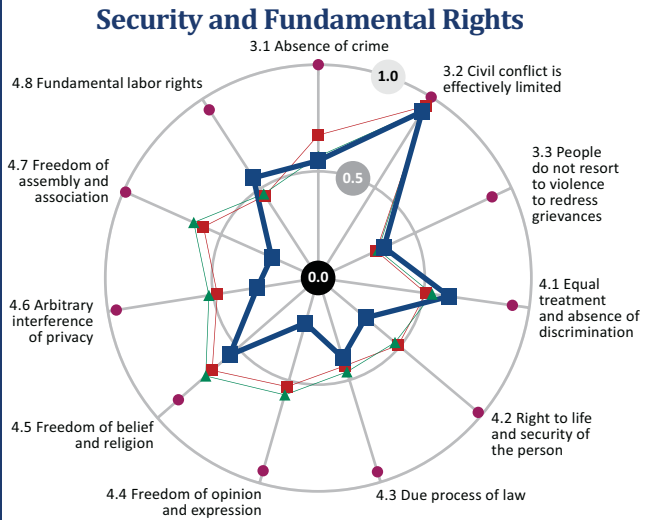 Security and Fundamental Rights
3.1 Absence of crime
1.0
3.2 Civil conflict is
effectively limited
4.8 Fundamental labor rights
3.3 People
do not resort
to violence
to redress
grievances
4.7 Freedom of
assembly and
association
0.5
0.0
4.1 Equal
treatment
and absence of
discrimination
4.6 Arbitrary
interference
of privacy
4.2 Right to life
and security of
the person
4.5 Freedom of belief
and religion
4.4 Freedom of opinion
and expression
4.3 Due process of law